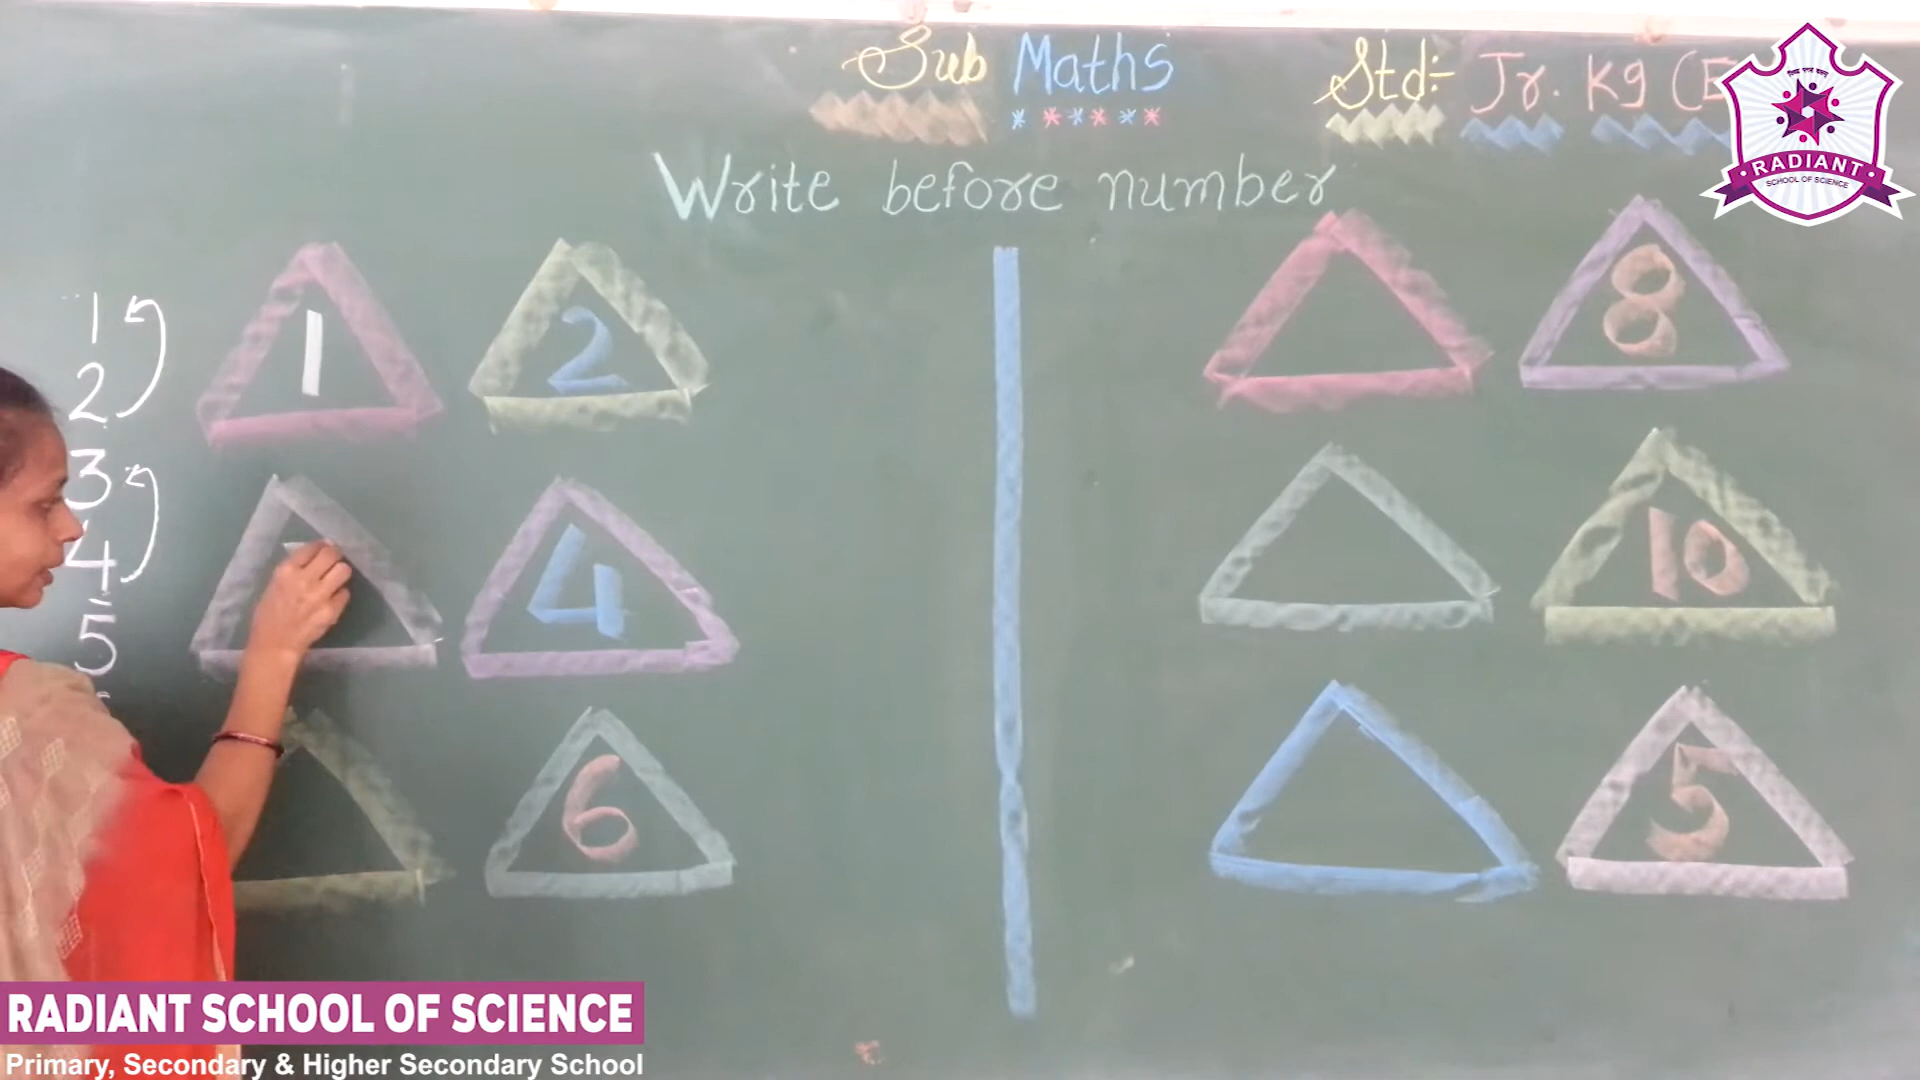 Sub Maths Std:- Jr. Kg (E
RADIANT
SCHOOL OF SCIENCE
Write before number
1
2
3
4
5
1 2
4
6
8
10
5
RADIANT SCHOOL OF SCIENCE
Primary, Secondary & Higher Secondary School